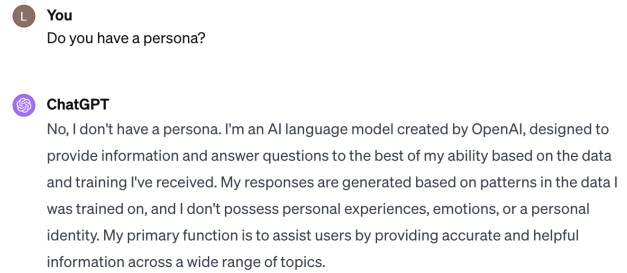 L You
Do you have a persona?
ChatGPT
No, I don't have a persona. I'm an AI language model created by OpenAI, designed to
provide information and answer questions to the best of my ability based on the data
and training I've received. My responses are generated based on patterns in the data I
was trained on, and I don't possess personal experiences, emotions, or a personal
identity. My primary function is to assist users by providing accurate and helpful
information across a wide range of topics.